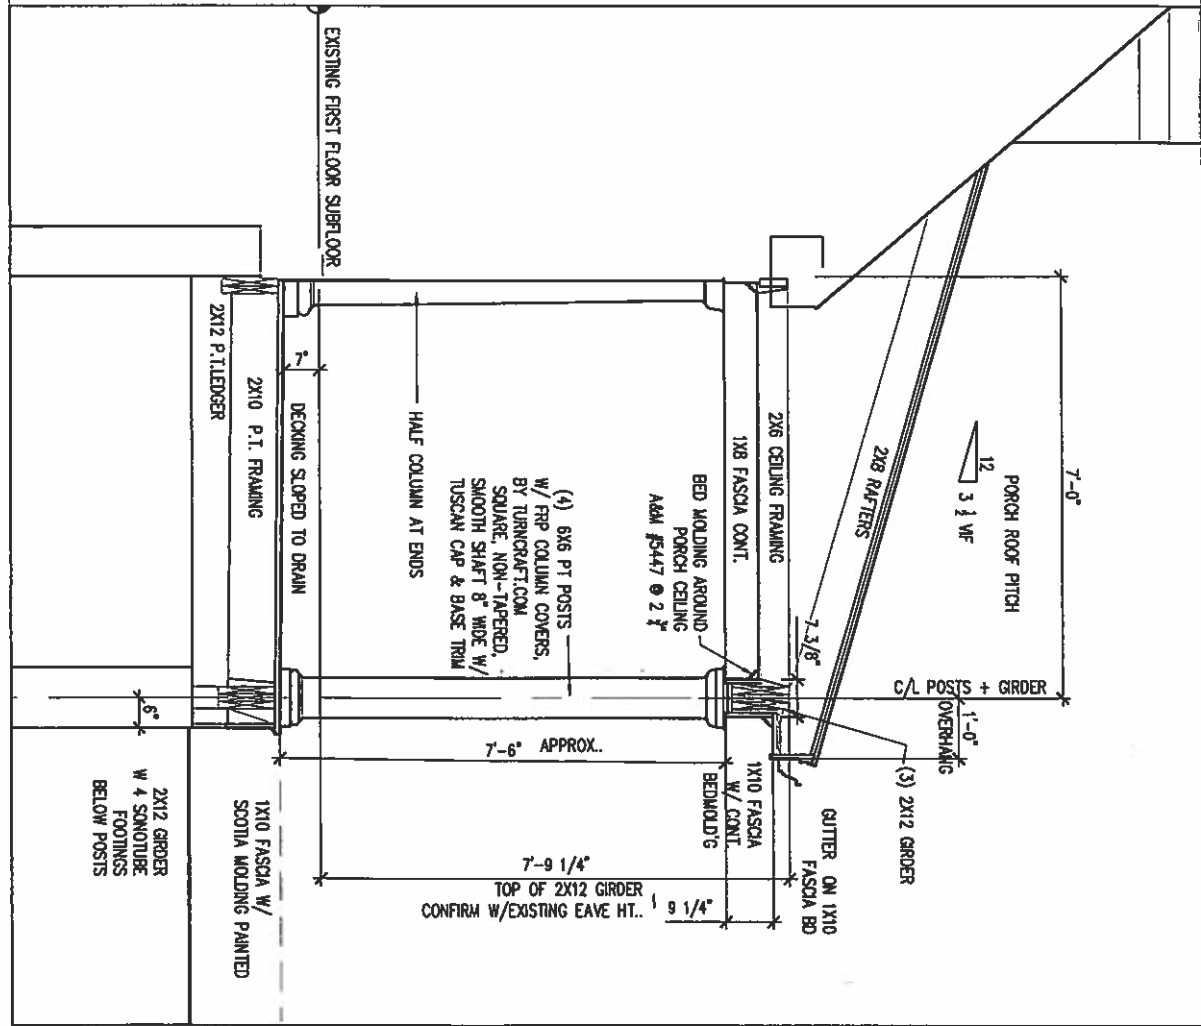 7'-0"
PORCH ROOF PITCH
12
3 ½ VIF
2X8 RAFTERS
C/L POSTS + GIRDER
1'-0"
OVERHANG
7 3/8"
(3) 2X12 GIRDER
GUTTER ON 1X10
FASCIA BD
2X6 CEILING FRAMING
1X8 FASCIA CONT.
BED MOLDING AROUND
PORCH CEILING
1X10 FASCIA
W/ CONT.
BEDMOLD'G
9 1/4"
7'-9 1/4"
TOP OF 2X12 GIRDER
CONFIRM W/EXISTING EAVE HT..
7'-6" APPROX..
(4) 6X6 PT POSTS
W/ FRP COLUMN COVERS,
BY TURNCRAFT.COM
SQUARE, NON-TAPERED,
SMOOTH SHAFT 8" WIDE W/
TUSCAN CAP & BASE TRIM
HALF COLUMN AT ENDS
EXISTING FIRST FLOOR SUBFLOOR
7"
DECKING SLOPED TO DRAIN
2X10 P.T. FRAMING
2X12 P.T.LEDGER
6"
1X10 FASCIA W/
SCOTIA MOLDING PAINTED
2X12 GIRDER
W 4 SONOTUBE
FOOTINGS
BELOW POSTS